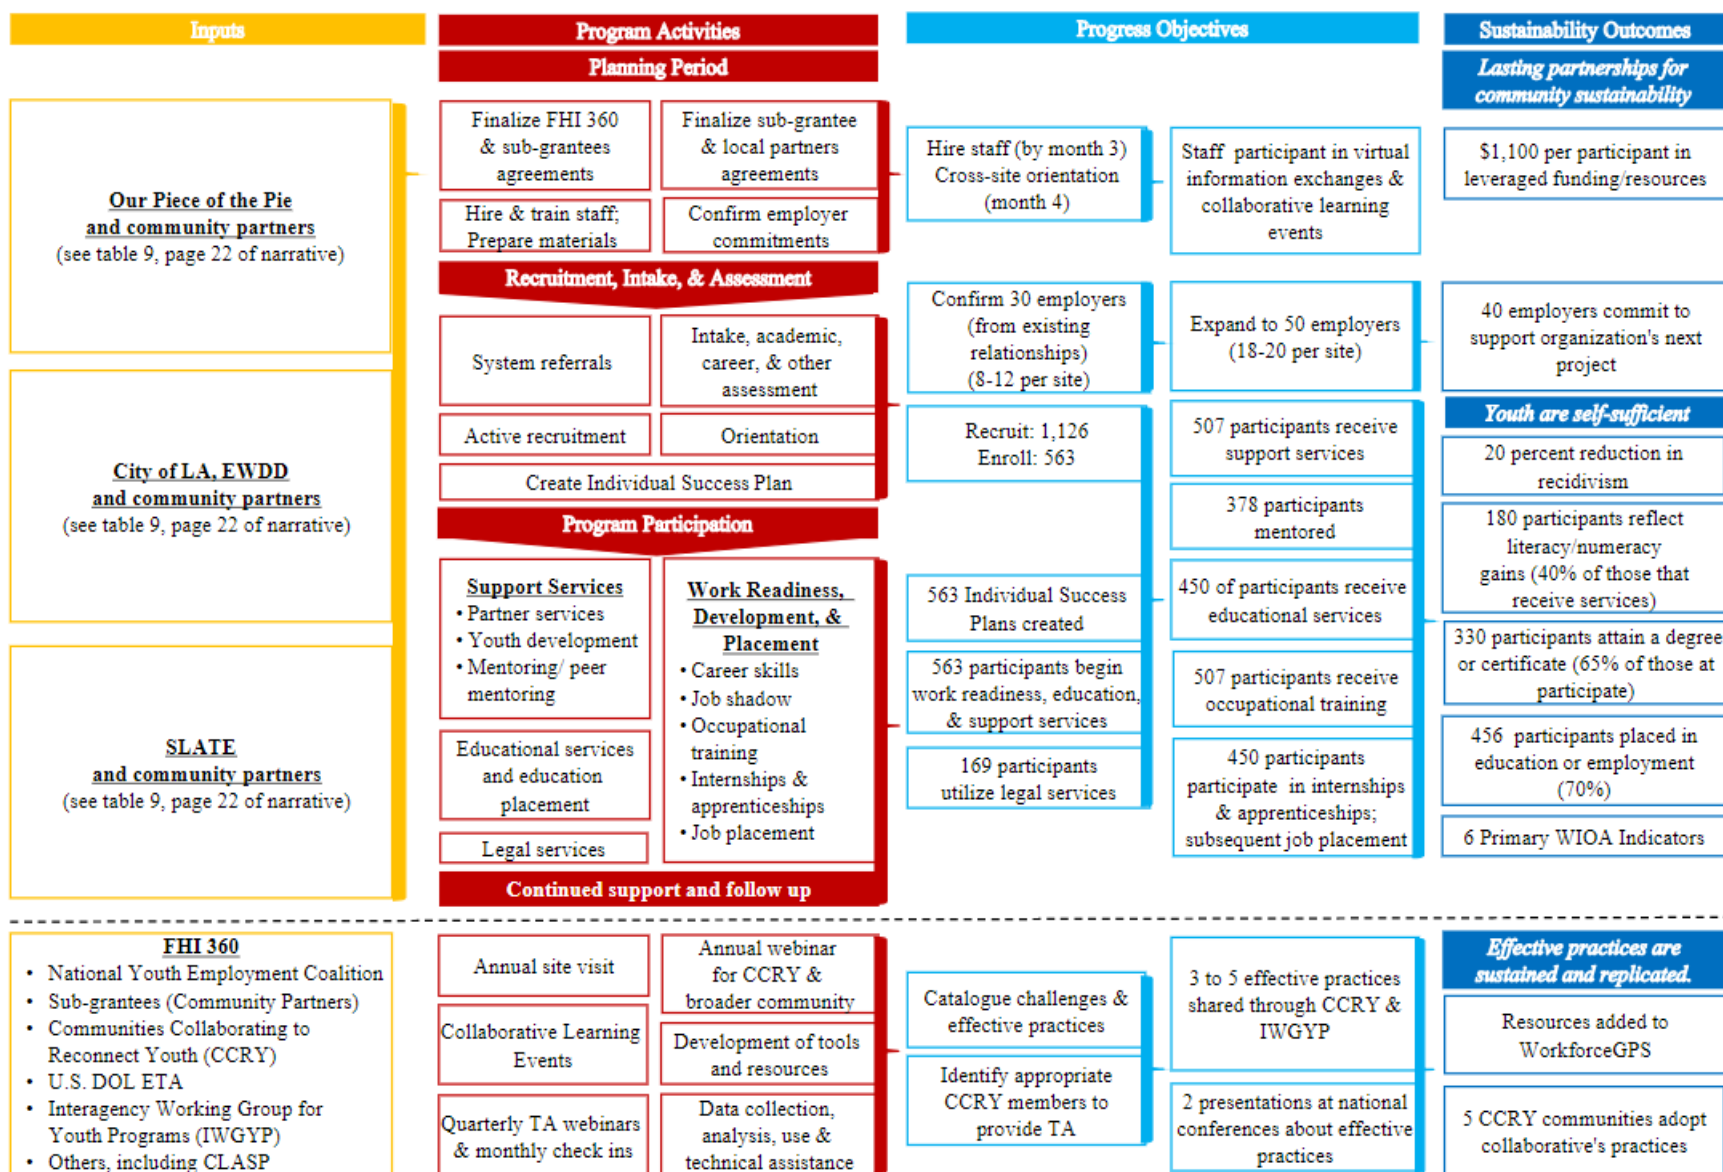 Inputs
Program Activities
Progress Objectives
Sustainability Outcomes
Planning Period
Lasting partnerships for
community sustainability
Our Piece of the Pie
and community partners
(see table 9, page 22 of narrative)
City of LA, EWDD
and community partners
(see table 9, page 22 of narrative)
SLATE
and community partners
(see table 9, page 22 of narrative)
Finalize FHI 360
& sub-grantees
agreements
Finalize sub-grantee
& local partners
agreements
Hire & train staff;
Prepare materials
Confirm employer
commitments
Recruitment, Intake, & Assessment
System referrals
Intake, academic,
career, & other
assessment
Active recruitment
Orientation
Create Individual Success Plan
Program Participation
Support Services
• Partner services
• Youth development
• Mentoring/ peer
mentoring
Educational services
and education
placement
Legal services
Work Readiness,
Development, &
Placement
• Career skills
• Job shadow
• Occupational
training
• Internships &
apprenticeships
• Job placement
Continued support and follow up
Hire staff (by month 3)
Cross-site orientation
(month 4)
Staff participant in virtual
information exchanges &
collaborative learning
events
Confirm 30 employers
(from existing
relationships)
(8-12 per site)
Expand to 50 employers
(18-20 per site)
Recruit: 1,126
Enroll: 563
563 Individual Success
Plans created
563 participants begin
work readiness, education,
& support services
169 participants
utilize legal services
507 participants receive
support services
378 participants
mentored
450 of participants receive
educational services
507 participants receive
occupational training
450 participants
participate in internships
& apprenticeships;
subsequent job placement
$1,100 per participant in
leveraged funding/resources
40 employers commit to
support organization's next
project
Youth are self-sufficient
20 percent reduction in
recidivism
180 participants reflect
literacy/numeracy
gains (40% of those that
receive services)
330 participants attain a degree
or certificate (65% of those at
participate)
456 participants placed in
education or employment
(70%)
6 Primary WIOA Indicators
FHI 360
• National Youth Employment Coalition
• Sub-grantees (Community Partners)
• Communities Collaborating to
Reconnect Youth (CCRY)
• U.S. DOL ETA
• Interagency Working Group for
Youth Programs (IWGYP)
• Others, including CLASP
Annual site visit
Annual webinar
for CCRY &
broader community
Collaborative Learning
Events
Development of tools
and resources
Quarterly TA webinars
& monthly check ins
Data collection,
analysis, use &
technical assistance
Catalogue challenges &
effective practices
Identify appropriate
CCRY members to
provide TA
3 to 5 effective practices
shared through CCRY &
IWGYP
2 presentations at national
conferences about effective
practices
Effective practices are
sustained and replicated.
Resources added to
WorkforceGPS
5 CCRY communities adopt
collaborative's practices